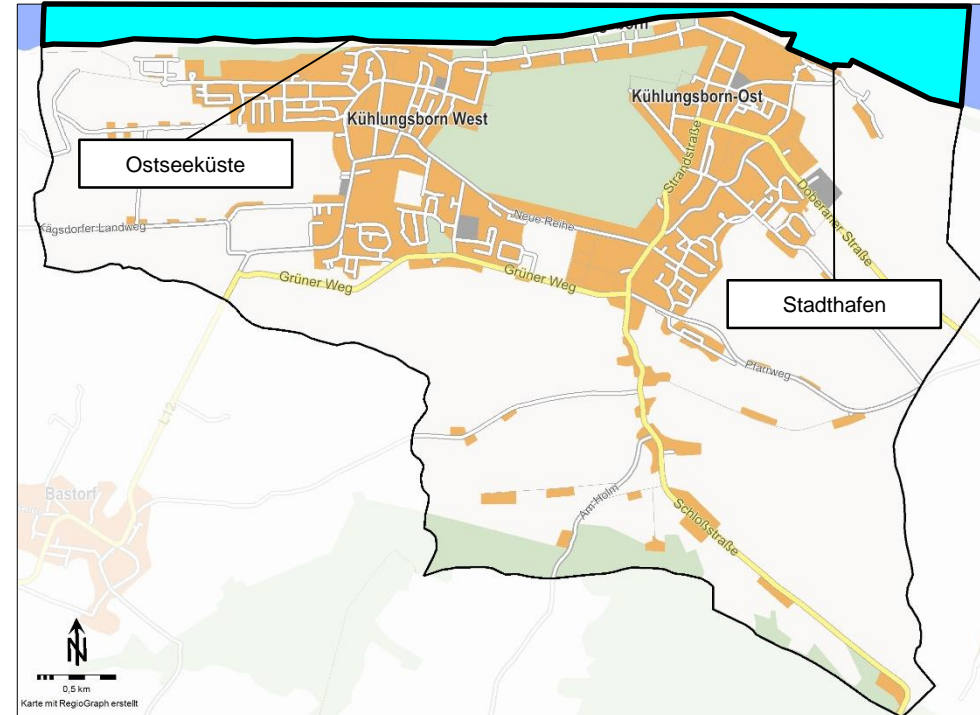 Kühlungsborn West
Kühlungsborn-Ost
Ostseeküste
Strandstraße
Doberaner Straße
Neue Reihe
Kägsdorfer Landweg
Grüner Weg
Grüner Weg
Stadthafen
Pfarrweg
L12
Bastorf
Am Holm
Schloßstraße
N
0,5 km
Karte mit RegioGraph erstellt